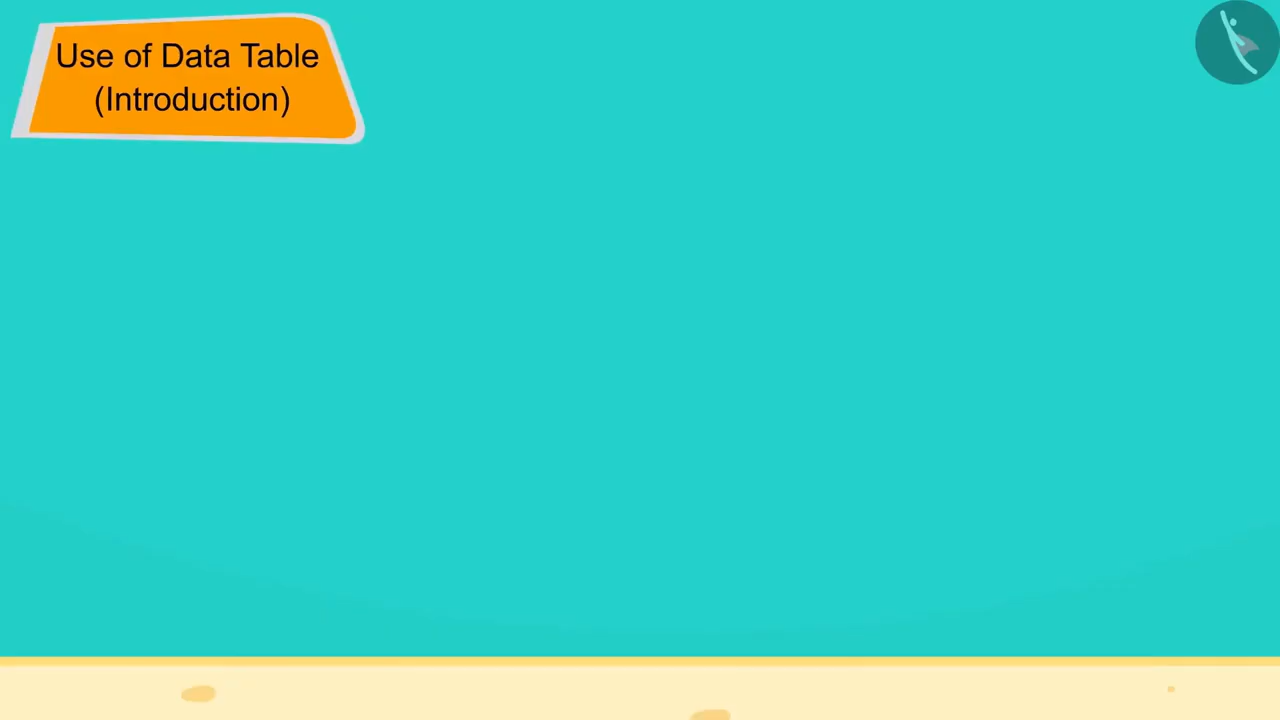 Use of Data Table
(Introduction)